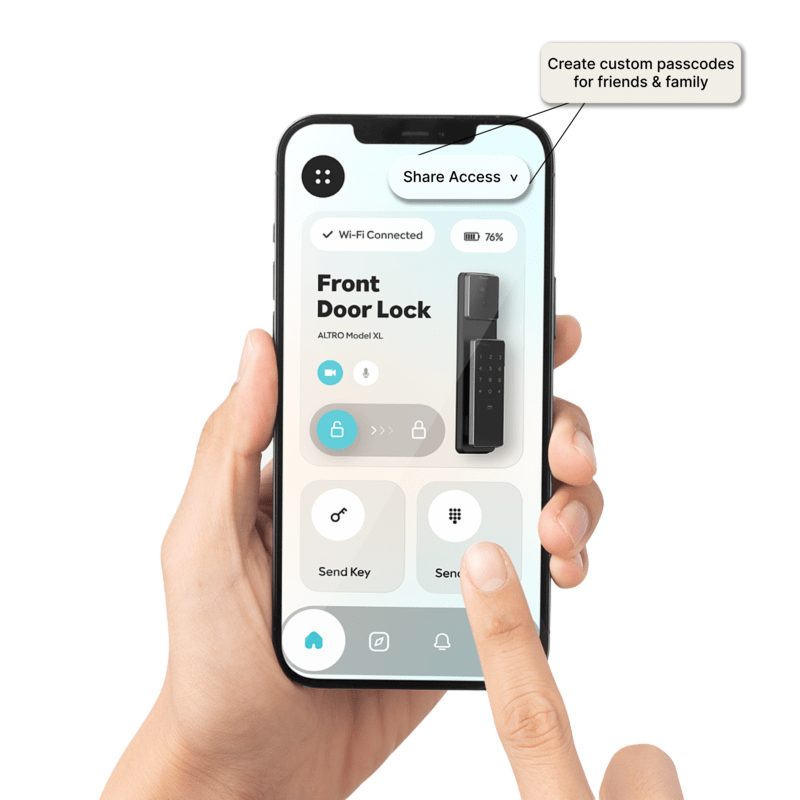 Create custom passcodes
for friends & family
Share Access
Wi-Fi Connected
76%
Front
Door Lock
ALTRO Model XL
Send Key